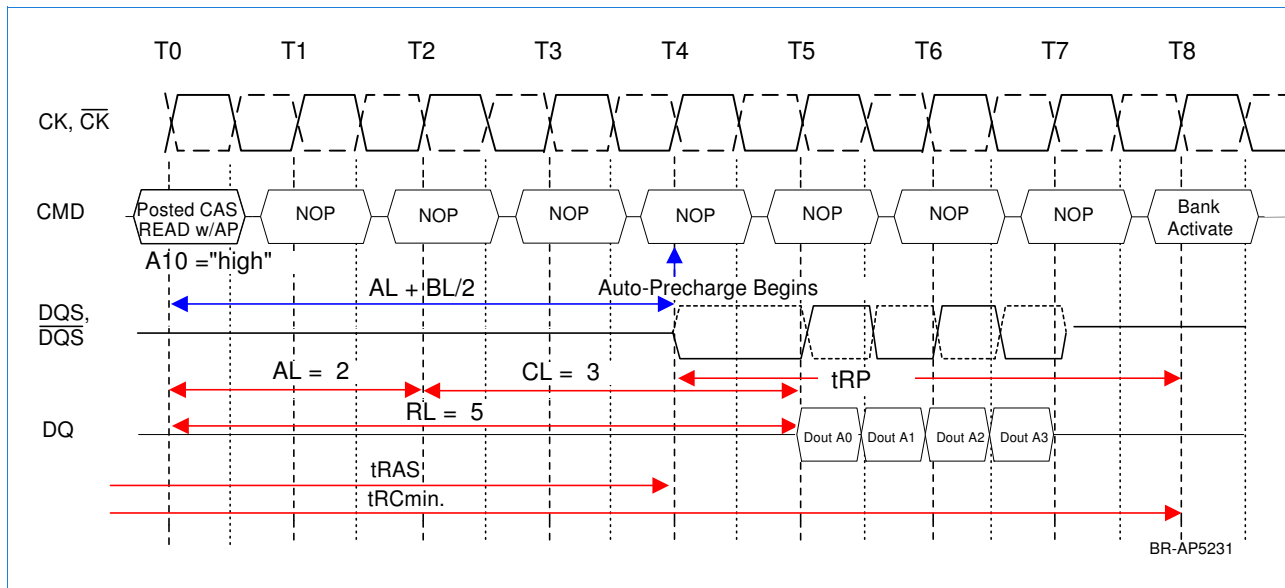 T0 T1 T2 T3 T4 T5 T6 T7 T8
CK, CK
CMD
Posted CAS
READ w/AP
NOP NOP NOP NOP NOP NOP NOP
Bank
Activate
A10 ="high"
AL + BL/2
Auto-Precharge Begins
DQS,
DQS
AL = 2
CL = 3
tRP
RL = 5
DQ
Dout A0 Dout A1 Dout A2 Dout A3
tRAS
tRCmin.
BR-AP5231